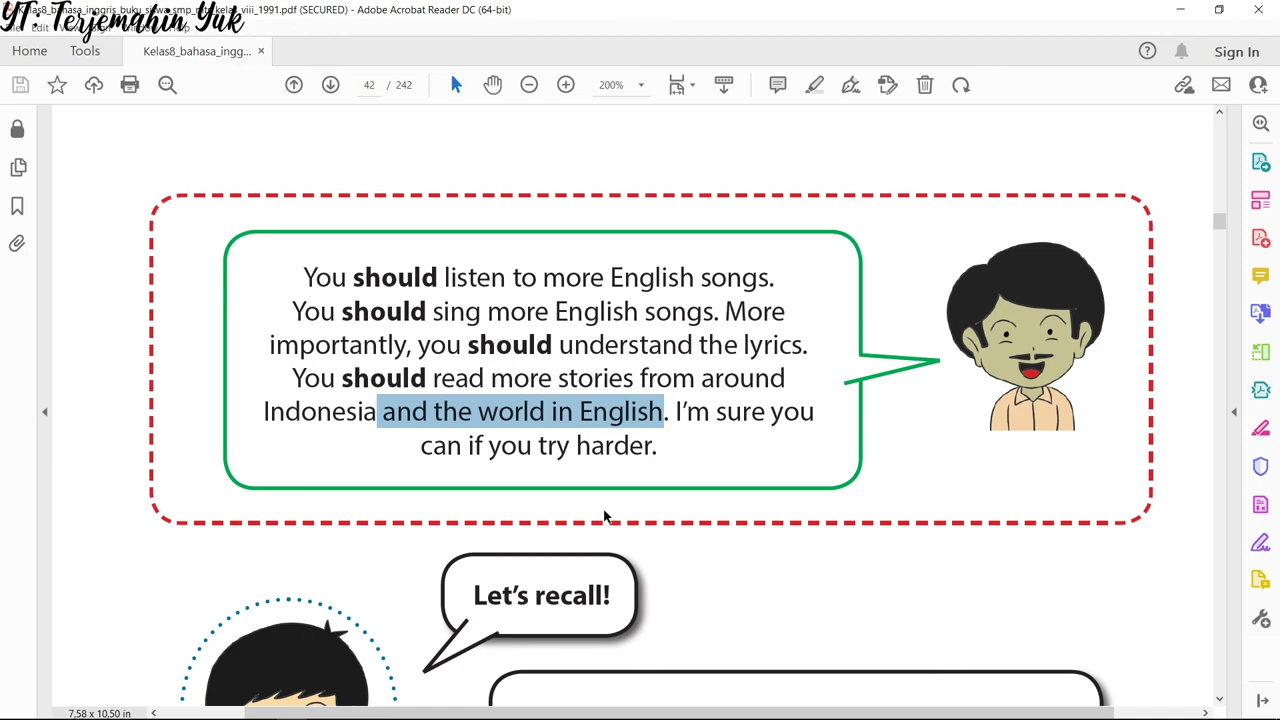 YT: Terjemahin Yuk
viii_1991.pdf (SECURED) - Adobe Acrobat Reader DC (64-bit)
Home Tools Kelas8_bahasa_ingg... × Sign In
42 / 242 200%
You should listen to more English songs.
You should sing more English songs. More
importantly, you should understand the lyrics.
You should read more stories from around
Indonesia and the world in English. I'm sure you
can if you try harder.
Let's recall!
7,58 x 10,50 in